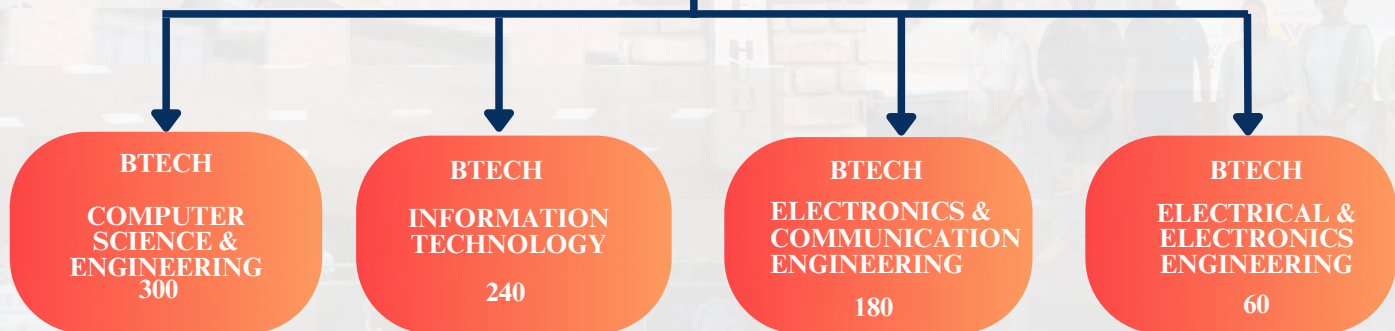 BTECH
COMPUTER
SCIENCE &
ENGINEERING
300
BTECH
INFORMATION
TECHNOLOGY
240
BTECH
ELECTRONICS &
COMMUNICATION
ENGINEERING
180
BTECH
ELECTRICAL &
ELECTRONICS
ENGINEERING
60